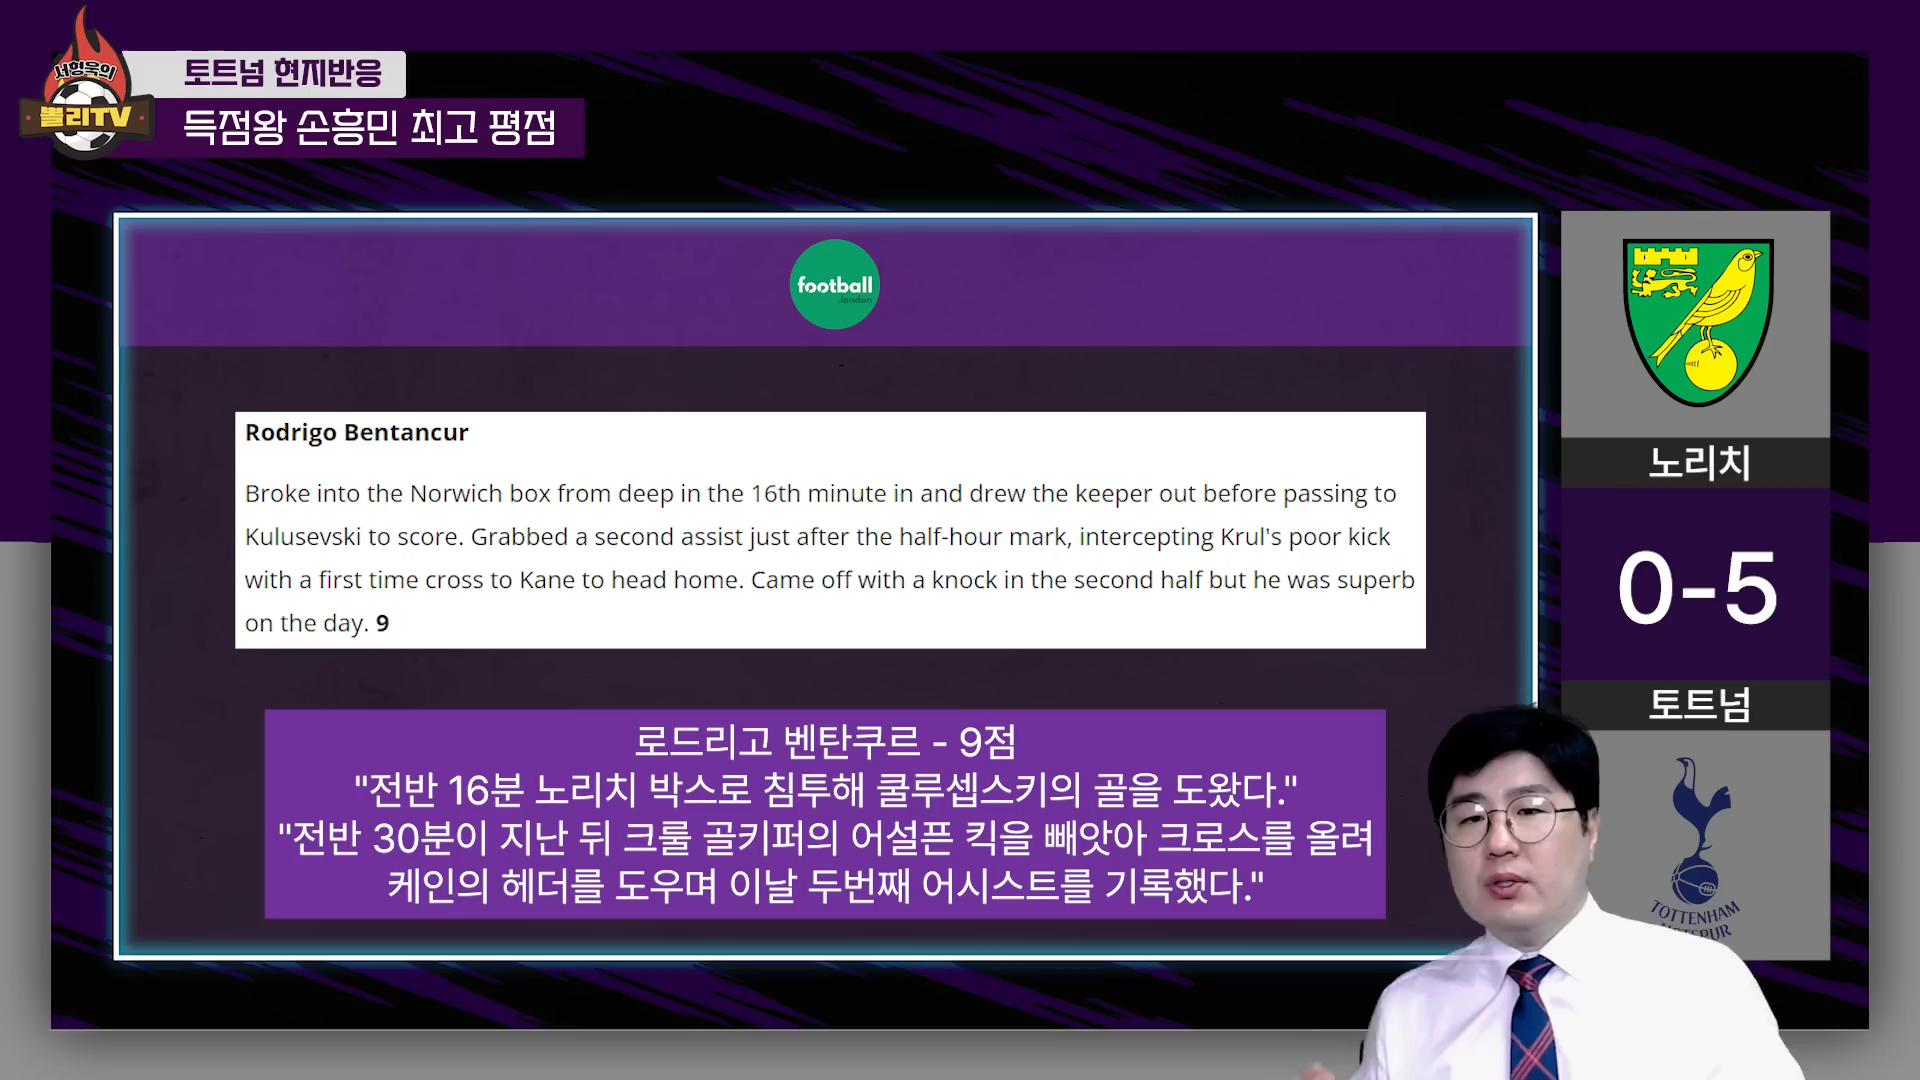 서형욱의
뽈리TV
토트넘 현지반응
득점왕 손흥민 최고 평점
football
.london
Rodrigo Bentancur
Broke into the Norwich box from deep in the 16th minute in and drew the keeper out before passing to
Kulusevski to score. Grabbed a second assist just after the half-hour mark, intercepting Krul's poor kick
with a first time cross to Kane to head home. Came off with a knock in the second half but he was superb
on the day. 9
로드리고 벤탄쿠르 - 9점
"전반 16분 노리치 박스로 침투해 쿨루셉스키의 골을 도왔다."
"전반 30분이 지난 뒤 크룰 골키퍼의 어설픈 킥을 빼앗아 크로스를 올려
케인의 헤더를 도우며 이날 두번째 어시스트를 기록했다."
노리치
0-5
토트넘
TOTTENHAM